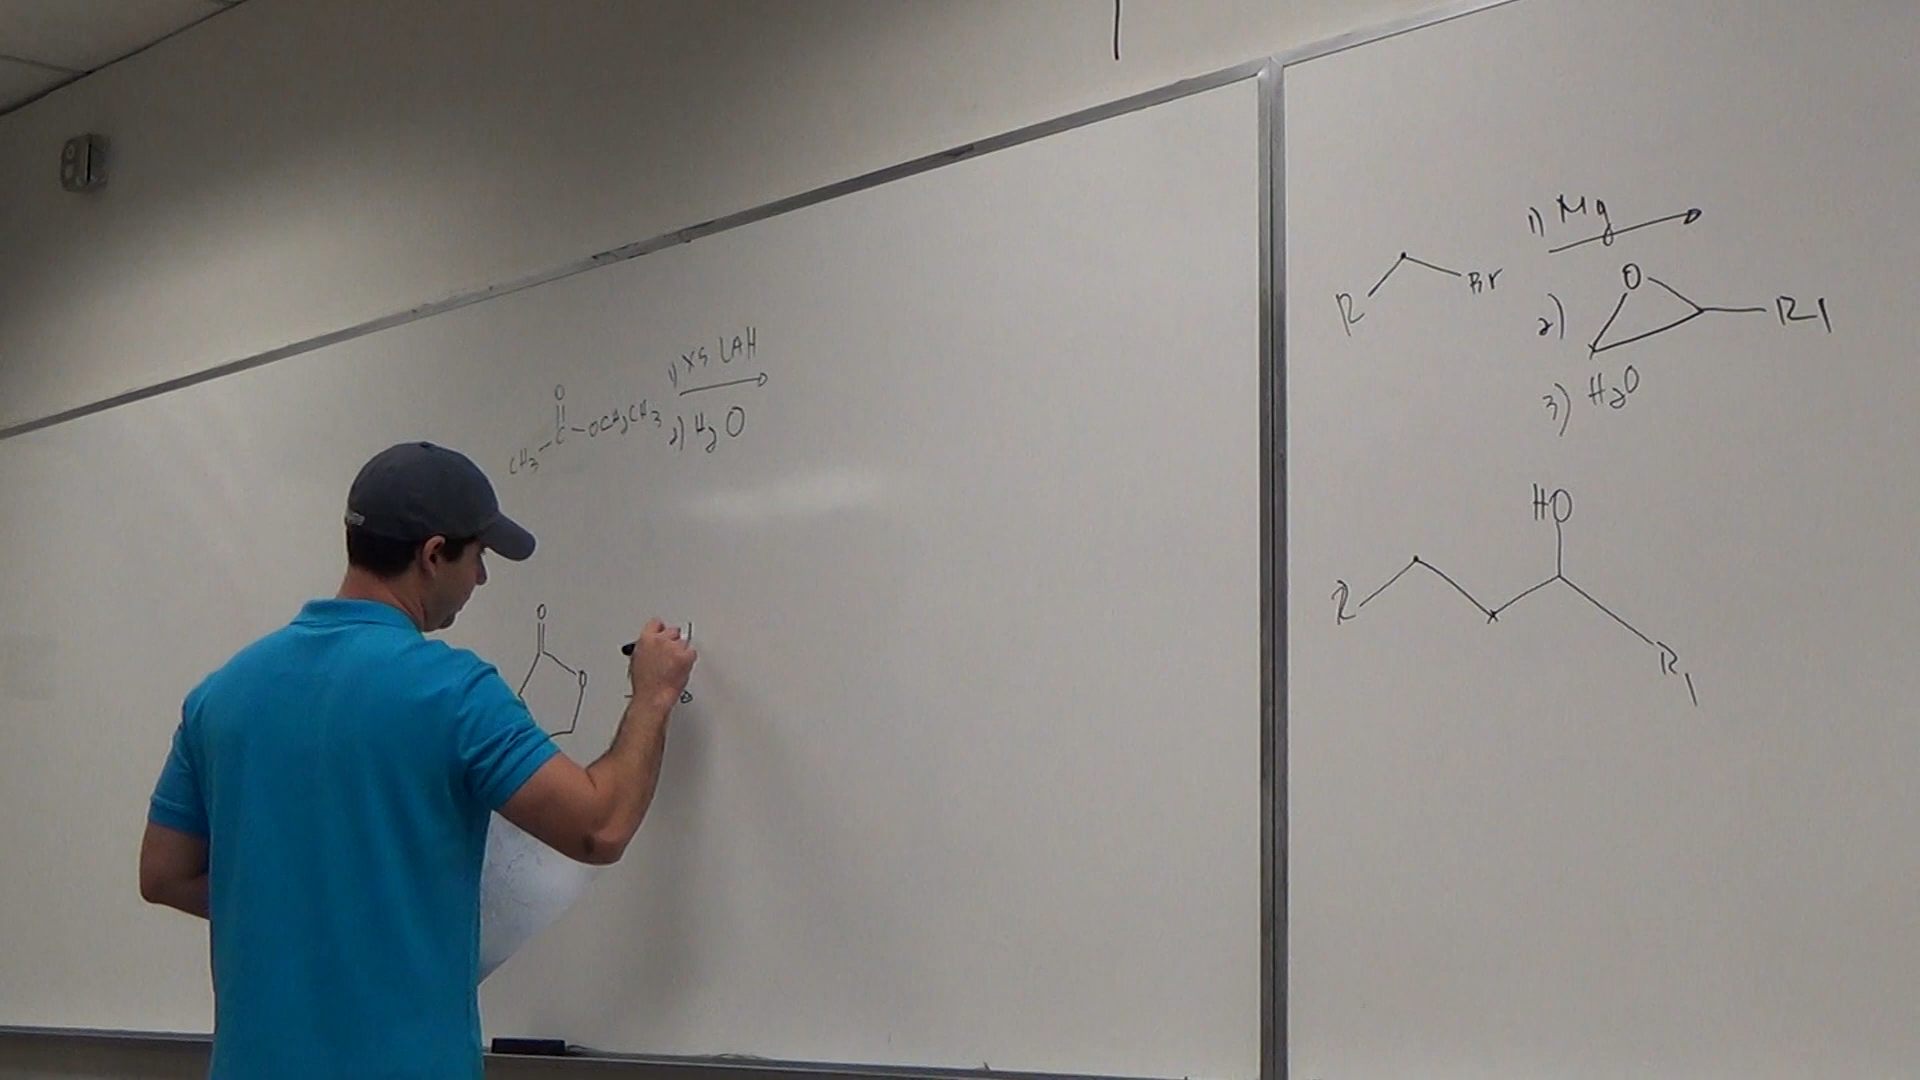 1) XS LAH
O
CH3 C OCH2CH3
2) H2O
O
O
1) Mg
R Br
2) O R1
3) H2O
HO
R R1